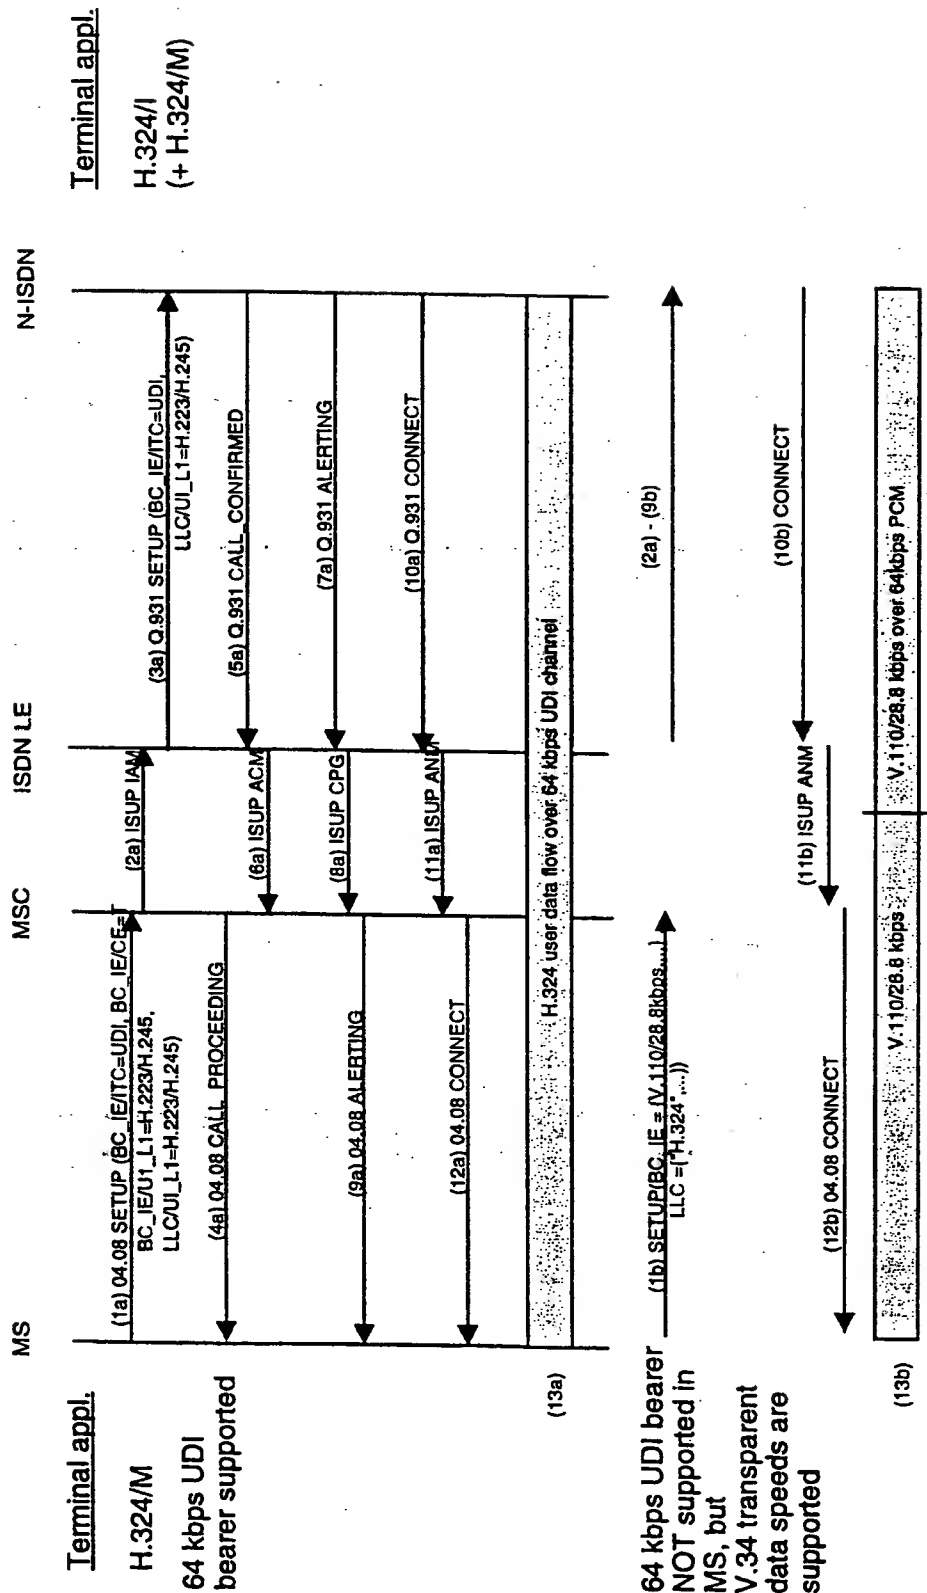 MS
MSC
ISDN LE
N-ISDN
Terminal appl.
H.324/M
64 kbps UDI
bearer supported
Terminal appl.
H.324/I
(+ H.324/M)
(1a) 04.08 SETUP (BC_IE/ITC=UDI, BC_IE/CE=T
BC_IE/U1_L1=H.223/H.245,
LLC/UI_L1=H.223/H.245)
(2a) ISUP IAM
(3a) Q.931 SETUP (BC_IE/ITC=UDI,
LLC/UI_L1=H.223/H.245)
(4a) 04.08 CALL PROCEEDING
(5a) Q.931 CALL_CONFIRMED
(6a) ISUP ACM
(7a) Q.931 ALERTING
(8a) ISUP CPG
(9a) 04.08 ALERTING
(10a) Q.931 CONNECT
(11a) ISUP ANM
(12a) 04.08 CONNECT
(13a)
H.324 user data flow over 64 kbps UDI channel
64 kbps UDI bearer
NOT supported in
MS, but
V.34 transparent
data speeds are
supported
(1b) SETUP(BC_IE = {V.110/28.8kbps,...}
LLC ={"H.324",...})
(2a) - (9b)
(10b) CONNECT
(11b) ISUP ANM
(12b) 04.08 CONNECT
(13b)
V.110/28.8 kbps
V.110/28.8 kbps over 64kbps PCM